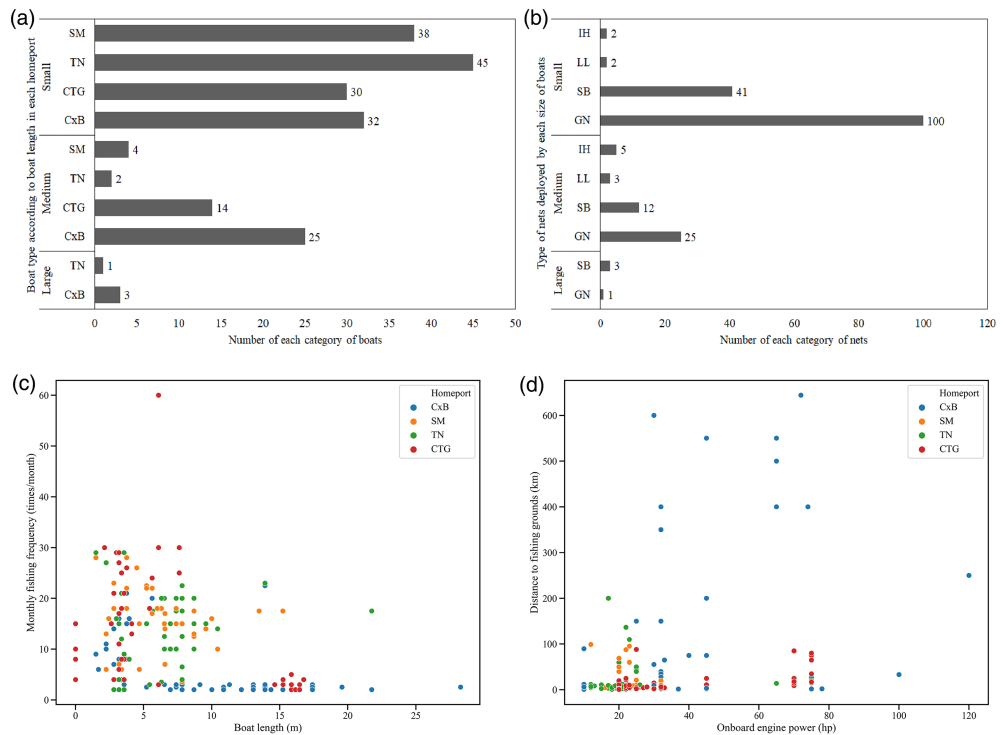 (a)
Boat type according to boat length in each homeport
Small
SM
38
TN
45
CTG
30
CxB
32
Medium
SM
4
TN
2
CTG
14
CxB
25
Large
TN
1
CxB
3
0 5 10 15 20 25 30 35 40 45 50
Number of each category of boats
(b)
Type of nets deployed by each size of boats
Small
IH
2
LL
2
SB
41
GN
100
Medium
IH
5
LL
3
SB
12
GN
25
Large
SB
3
GN
1
0 20 40 60 80 100 120
Number of each category of nets
(c)
Monthly fishing frequency (times/month)
60
50
40
30
20
10
0
Homeport
CxB
SM
TN
CTG
0 5 10 15 20 25
Boat length (m)
(d)
Distance to fishing grounds (km)
600
500
400
300
200
100
0
Homeport
CxB
SM
TN
CTG
20 40 60 80 100 120
Onboard engine power (hp)